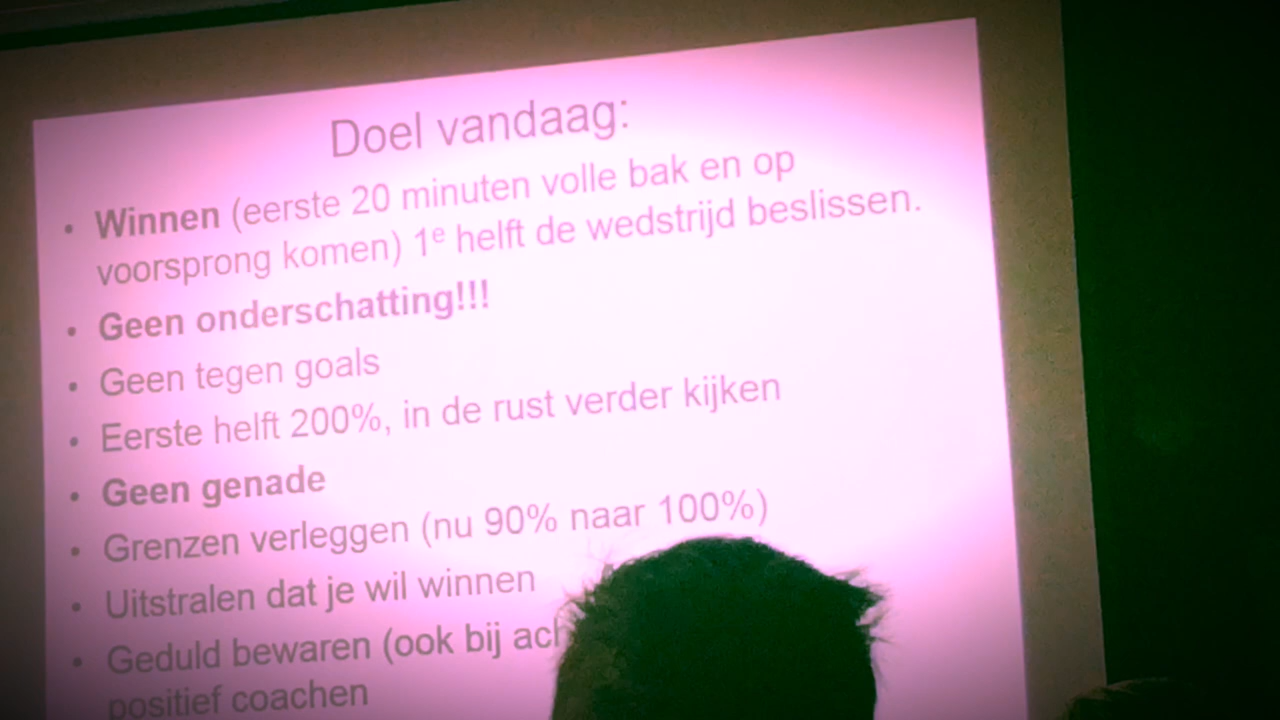 Doel vandaag:
• Winnen (eerste 20 minuten volle bak en op
voorsprong komen) 1e helft de wedstrijd beslissen.
• Geen onderschatting!!!
• Geen tegen goals
• Eerste helft 200%, in de rust verder kijken
• Geen genade
• Grenzen verleggen (nu 90% naar 100%)
• Uitstralen dat je wil winnen
• Geduld bewaren (ook bij
positief coachen